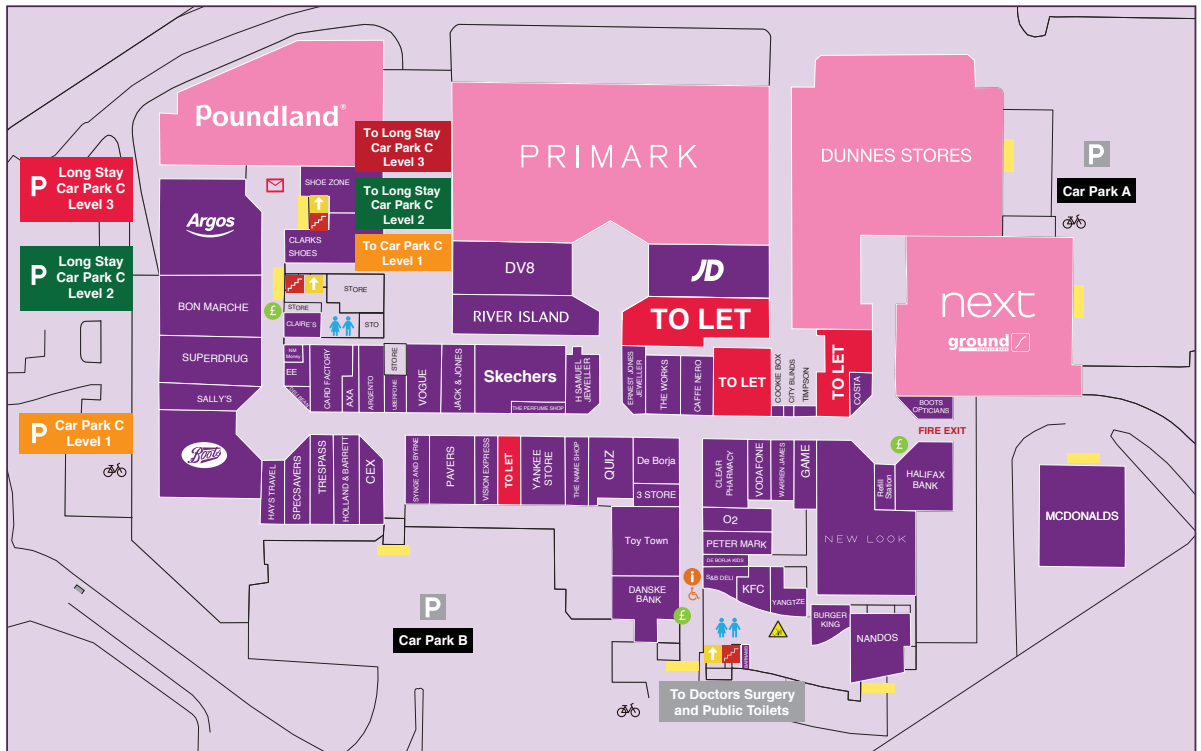 Poundland®
PRIMARK
DUNNES STORES
P
Car Park A
P
Long Stay
Car Park C
Level 3
To Long Stay
Car Park C
Level 3
To Long Stay
Car Park C
Level 2
To Car Park C
Level 1
SHOE ZONE
CLARKS
SHOES
Argos
P
Long Stay
Car Park C
Level 2
BON MARCHE
£
STORE
STORE
CLAIRE'S
STO
DV8
JD
RIVER ISLAND
TO LET
next
ground
SUPERDRUG
SALLY'S
NM
Money
EE
CARD FACTORY
AXA
ARGENTO
STORE
UBERFONE
VOGUE
JACK & JONES
Skechers
THE PERFUME SHOP
H SAMUEL
JEWELLER
ERNEST JONES
JEWELLER
THE WORKS
CAFFE NERO
TO LET
COOKIE BOX
CITY BLINDS
TIMPSON
TO LET
COSTA
BOOTS
OPTICIANS
FIRE EXIT
P
Car Park C
Level 1
Boots
HAYS TRAVEL
SPECSAVERS
TRESPASS
HOLLAND & BARRETT
CEX
SYNGE AND BYRNE
PAVERS
VISION EXPRESS
TO LET
YANKEE
STORE
THE NAME SHOP
QUIZ
De Borja
3 STORE
CLEAR
PHARMACY
VODAFONE
WARREN JAMES
GAME
£
Refill
Station
HALIFAX
BANK
MCDONALDS
O2
PETER MARK
DE BORJA KIDS
S&B DELI
KFC
YANGTZE
NEW LOOK
Toy Town
DANSKE
BANK
i
£
BURGER
KING
NANDOS
P
Car Park B
To Doctors Surgery
and Public Toilets